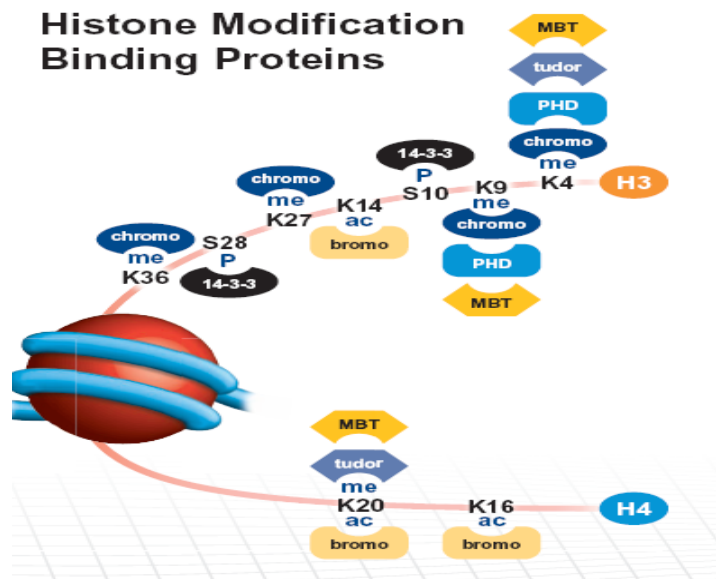 Histone Modification
Binding Proteins
MBT
tudor
PHD
chromo
me
K4
H3
14-3-3
P
S10
K9
me
chromo
PHD
MBT
chromo
me
K27
K14
ac
bromo
chromo
me
K36
S28
P
14-3-3
MBT
tudor
me
K20
ac
bromo
K16
ac
bromo
H4